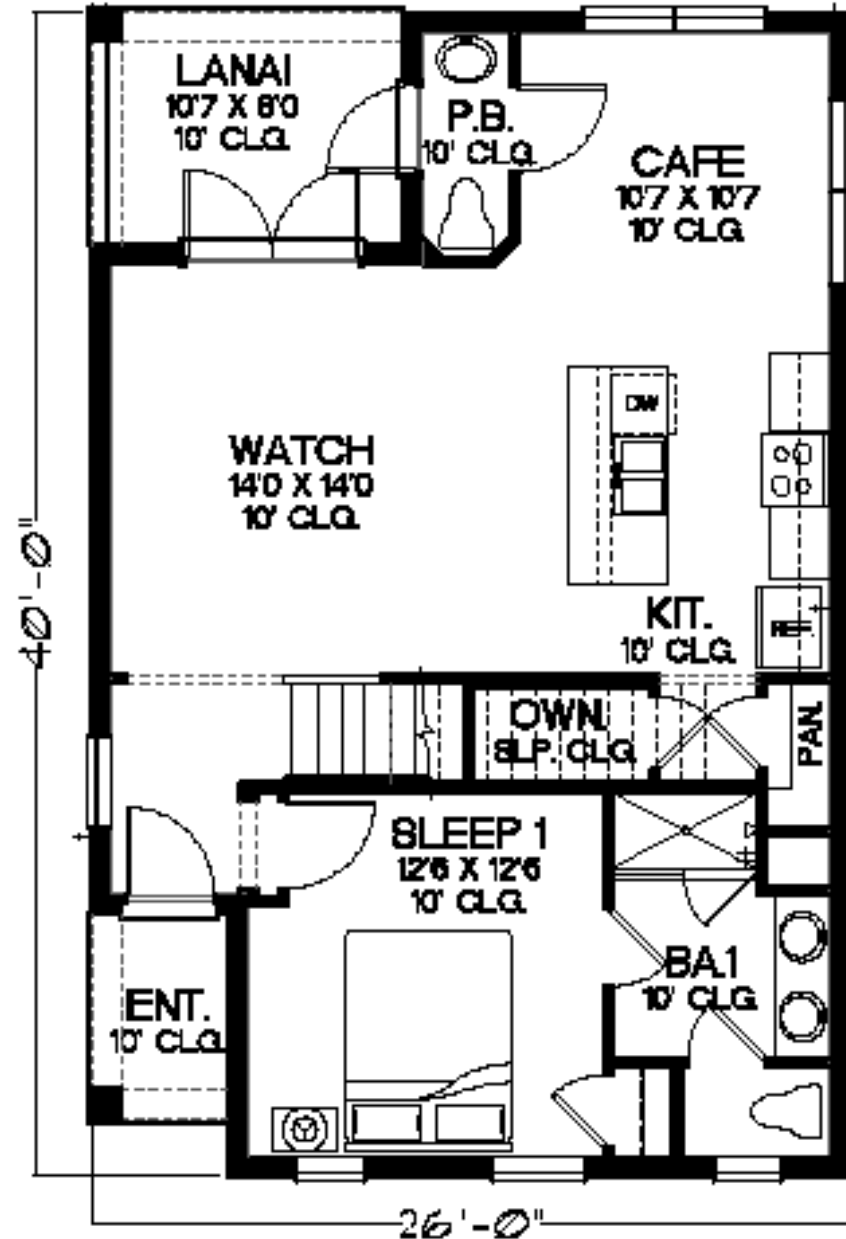 LANAI
10'7 X 8'0
10' CLG.
P.B.
10' CLG.
CAFE
10'7 X 10'7
10' CLG.
DW
WATCH
14'0 X 14'0
10' CLG.
40'-0"
KIT.
10' CLG.
REF.
OWN.
SLP. CLG.
PAN.
SLEEP 1
12'6 X 12'6
10' CLG.
BA.1
10' CLG.
ENT.
10' CLG.
26'-0"